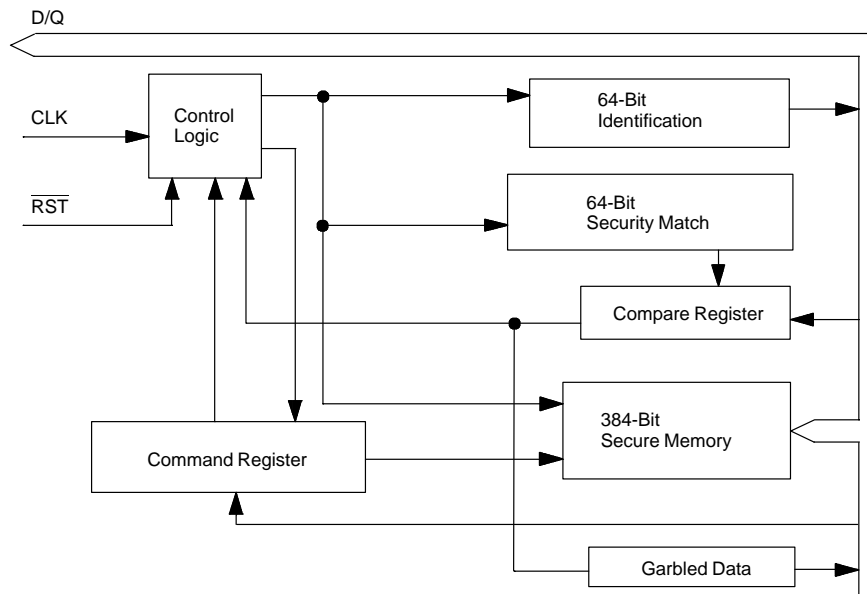 D/Q
CLK
RST
Control
Logic
64-Bit
Identification
64-Bit
Security Match
Compare Register
384-Bit
Secure Memory
Command Register
Garbled Data